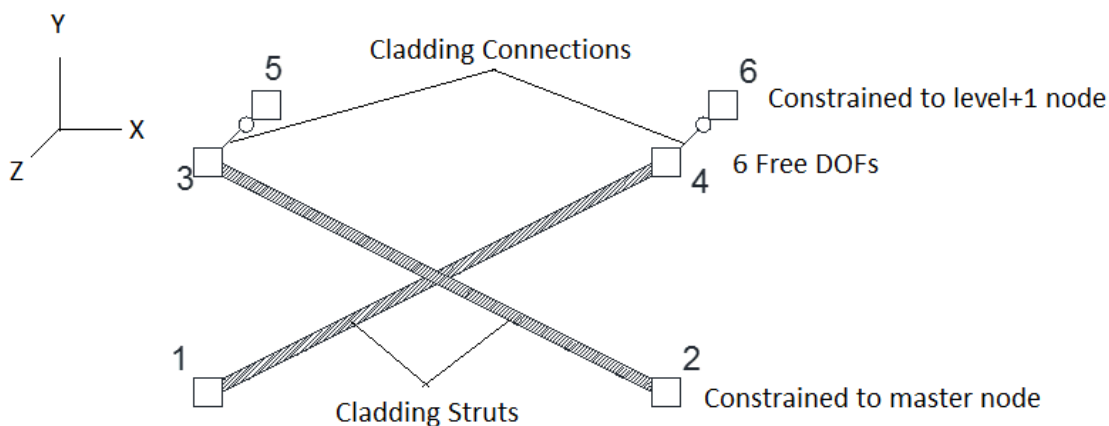 Y
Cladding Connections
5
6
Constrained to level+1 node
X
Z
3
4
6 Free DOFs
1
2
Constrained to master node
Cladding Struts